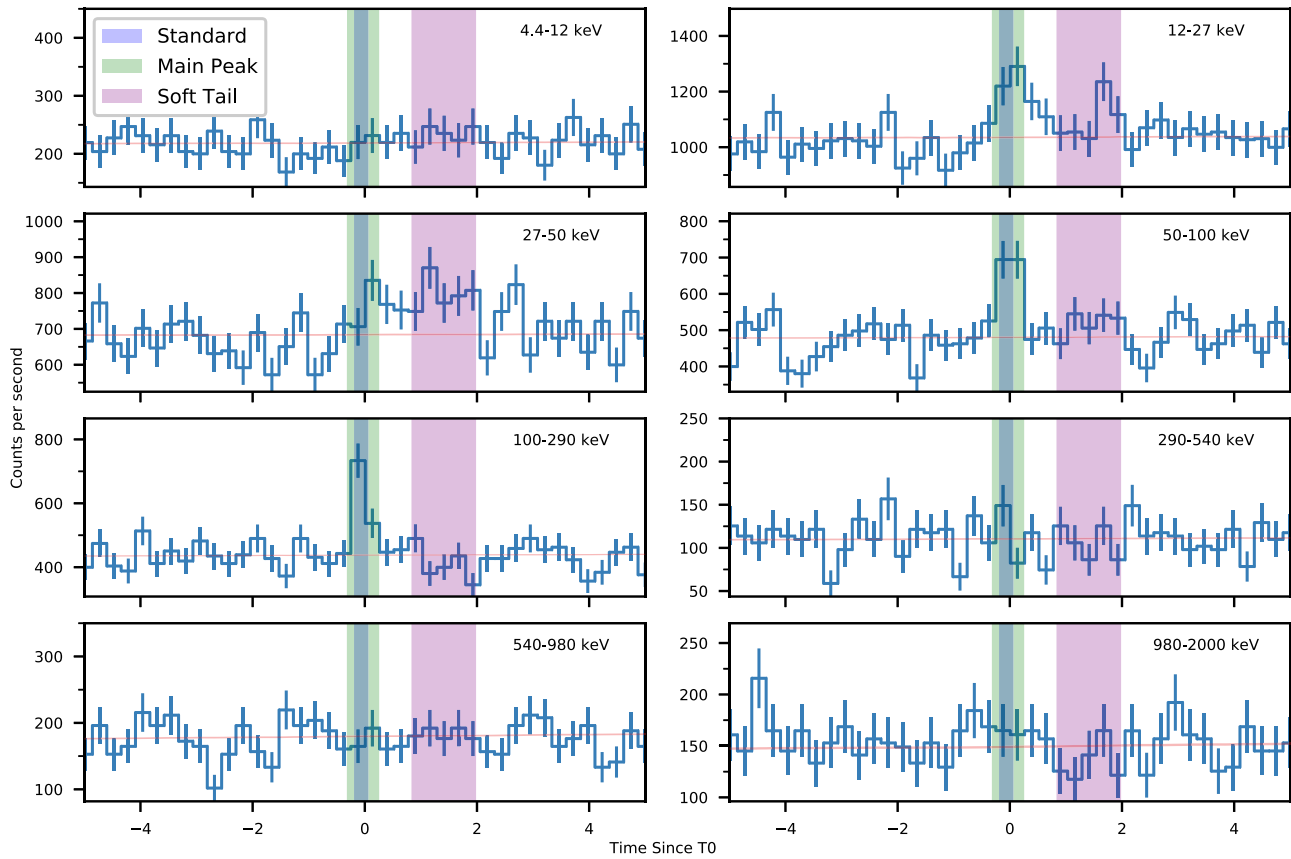 450
350
250
200
300
4.4-12 keV
Standard
Main Peak
Soft Tail
1400
1200
1000
12-27 keV
1000
900
800
700
600
27-50 keV
800
700
600
500
400
50-100 keV
800
600
400
100-290 keV
250
200
150
100
50
290-540 keV
300
200
100
540-980 keV
−4 −2 0 2 4
250
200
150
100
980-2000 keV
−4 −2 0 2 4
Counts per second
Time Since T0